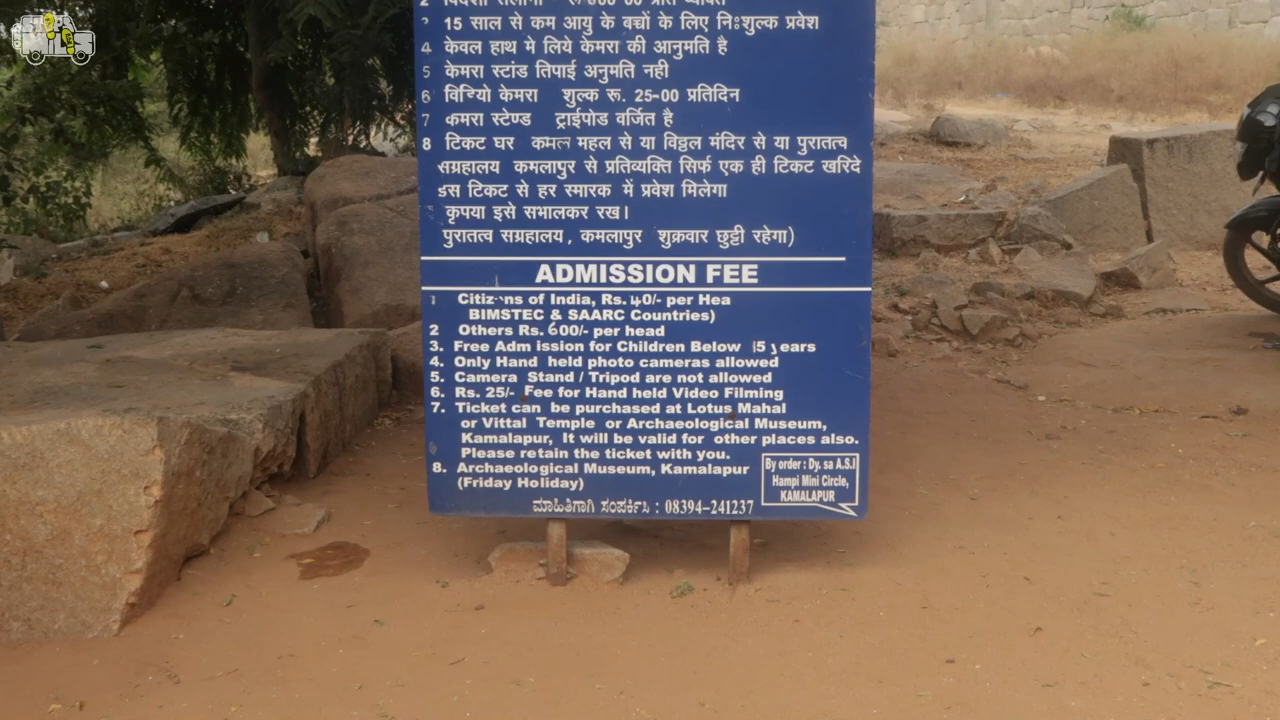 2 विदेशी सैलानी रू 600-00 प्रति व्यक्ति
15 साल से कम आयु के बच्चों के लिए निःशुल्क प्रवेश
4 केवल हाथ मे लिये केमरा की आनुमति है
5 केमरा स्टांड तिपाई अनुमति नही
6 विन्यो केमरा शुल्क रू. 25-00 प्रतिदिन
7 कमरा स्टेण्ड ट्राईपोड वर्जित है
8 टिकट घर कमल महल से या विठ्ठल मंदिर से या पुरातत्व
सग्रहालय कमलापुर से प्रतिव्यक्ति सिर्फ एक ही टिकट खरिदे
इस टिकट से हर स्मारक में प्रवेश मिलेगा
कृपया इसे सभालकर रख।
पुरातत्व सग्रहालय, कमलापुर शुक्रवार छुट्टी रहेगा)
ADMISSION FEE
1 Citizens of India, Rs. 40/- per Hea
BIMSTEC & SAARC Countries)
2 Others Rs. 600/- per head
3. Free Adm ission for Children Below 15 years
4. Only Hand held photo cameras allowed
5. Camera Stand / Tripod are not allowed
6. Rs. 25/- Fee for Hand held Video Filming
7. Ticket can be purchased at Lotus Mahal
or Vittal Temple or Archaeological Museum,
Kamalapur, It will be valid for other places also.
Please retain the ticket with you.
8. Archaeological Museum, Kamalapur
(Friday Holiday)
By order : Dy. sa A.S.I
Hampi Mini Circle,
KAMALAPUR
ಮಾಹಿತಿಗಾಗಿ ಸಂಪರ್ಕಿಸಿ : 08394-241237